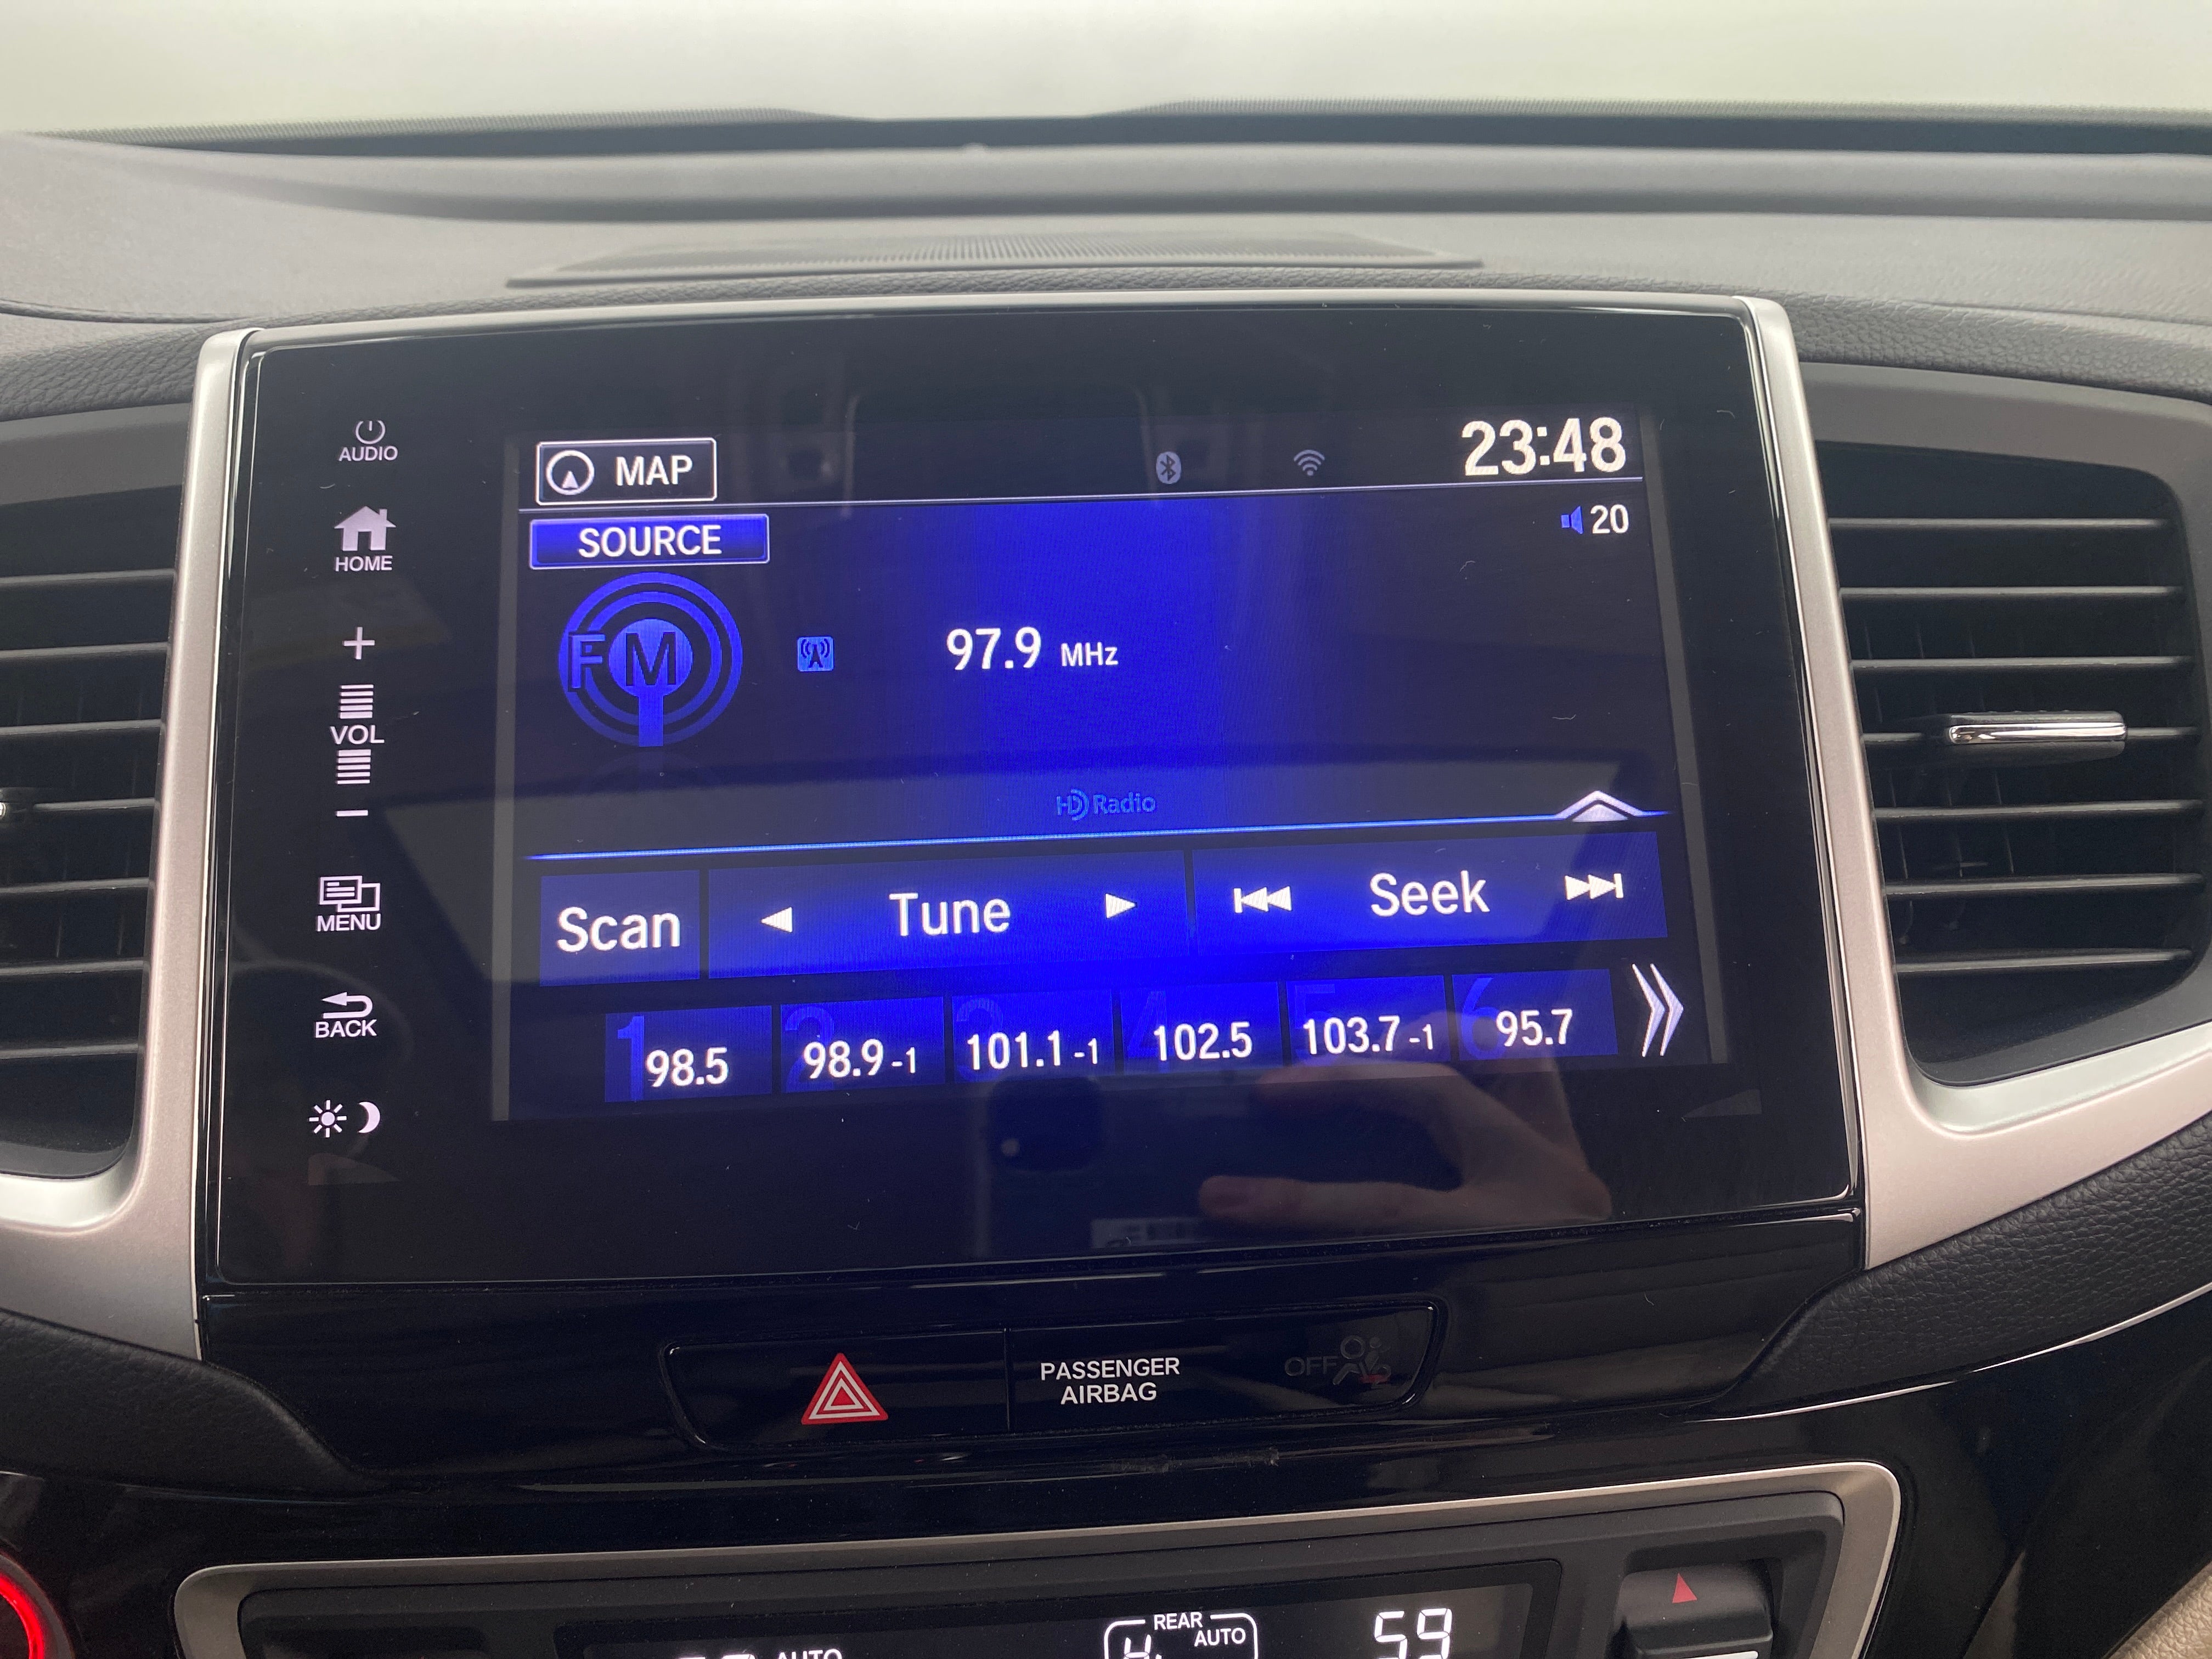 AUDIO
MAP
23:48
SOURCE
20
HOME
FM
97.9 MHz
VOL
HD Radio
MENU
Scan
Tune
Seek
BACK
1 98.5
2 98.9-1
3 101.1-1
4 102.5
5 103.7-1
6 95.7
PASSENGER
AIRBAG
OFF
REAR
AUTO
59
AUTO